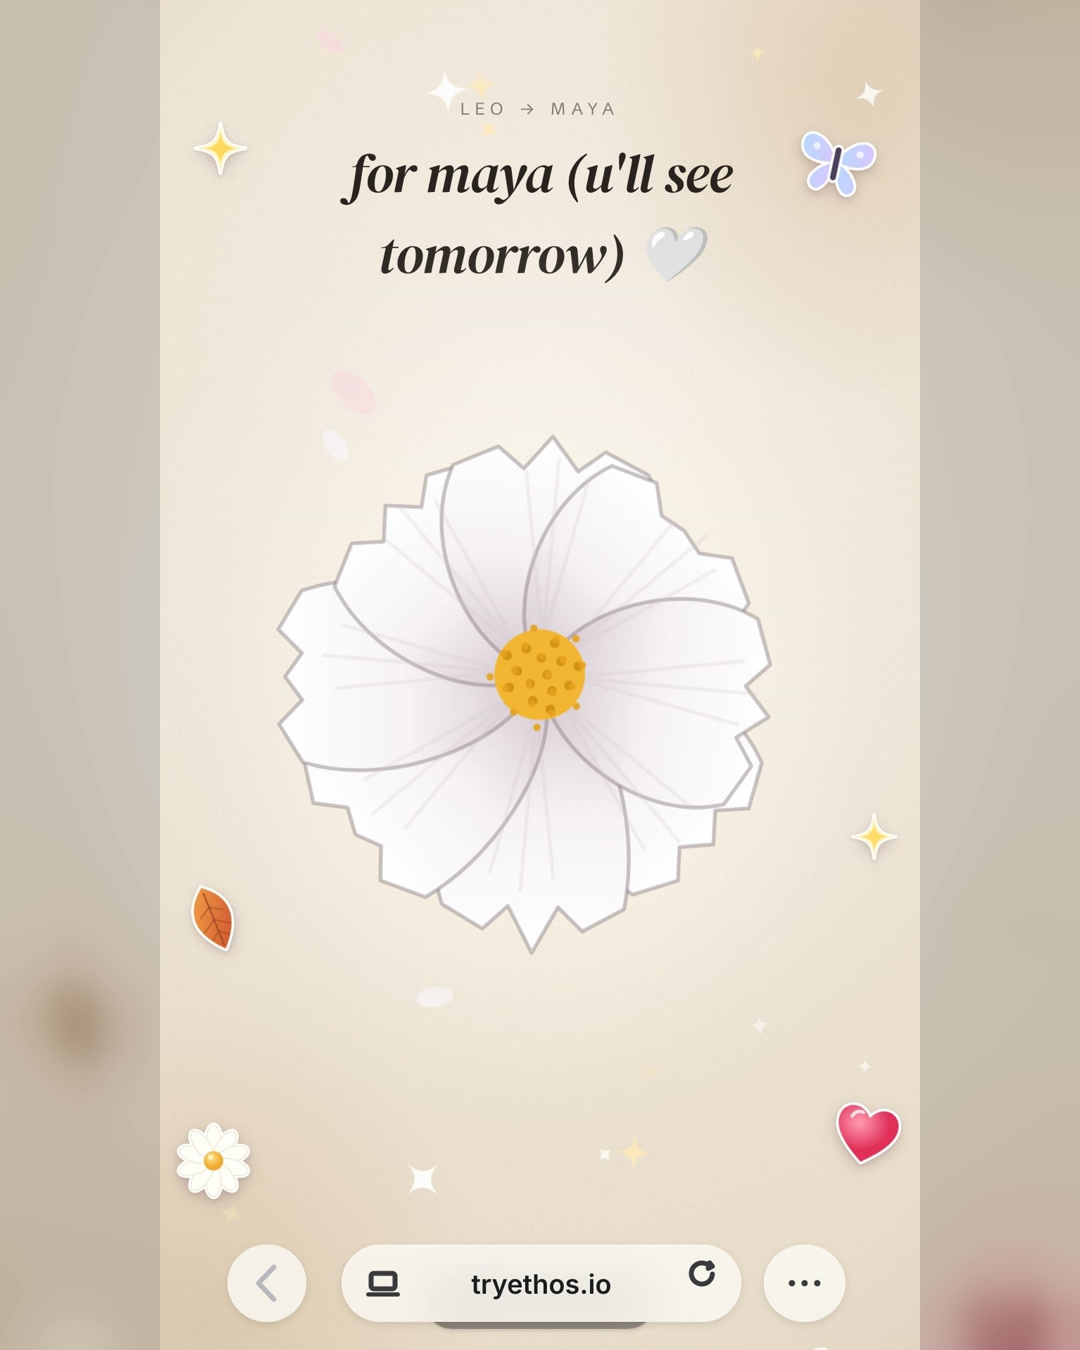 LEO → MAYA
for maya (u'll see
tomorrow) 🤍
tryethos.io